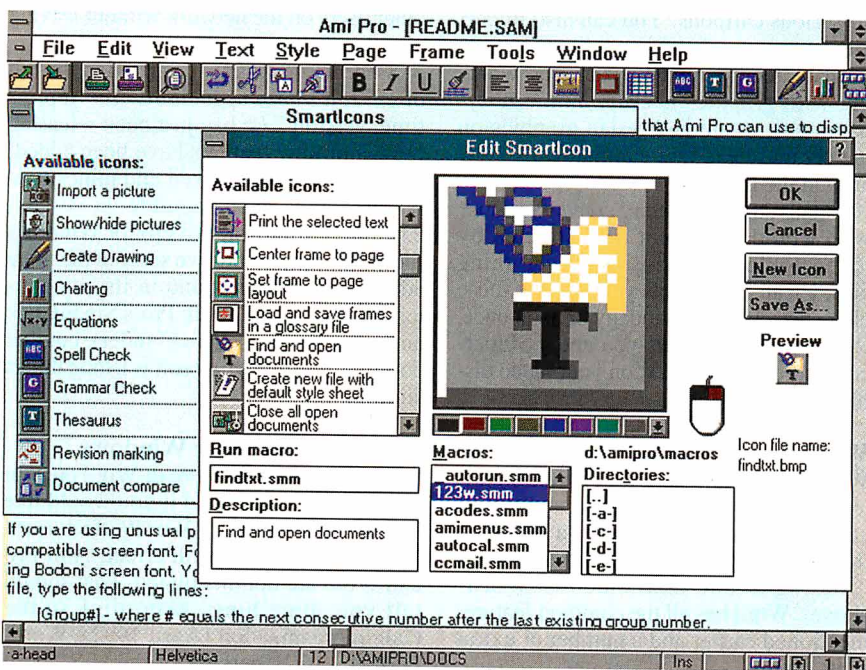 Ami Pro - [README.SAM]
File Edit View Text Style Page Frame Tools Window Help
B I U ABC T G
SmartIcons
that Ami Pro can use to disp
Available icons:
Import a picture
Show/hide pictures
Create Drawing
Charting
√x+y Equations
ABC Spell Check
G Grammar Check
T Thesaurus
Revision marking
Document compare
Edit SmartIcon
?
Available icons:
Print the selected text
Center frame to page
Set frame to page
layout
Load and save frames
in a glossary file
Find and open
documents
Create new file with
default style sheet
Close all open
documents
OK
Cancel
New Icon
Save As...
Preview
Icon file name:
findtxt.bmp
Run macro:
findtxt.smm
Description:
Find and open documents
Macros:
_autorun.smm
123w.smm
acodes.smm
amimenus.smm
autocal.smm
ccmail.smm
d:\amipro\macros
Directories:
[..]
[-a-]
[-c-]
[-d-]
[-e-]
If you are using unusual p
compatible screen font. Fo
ing Bodoni screen font. Yo
file, type the following lines:
[Group#] - where # equals the next consecutive number after the last existing group number.
a-head Helvetica 12 D:\AMIPRO\DOCS Ins 1